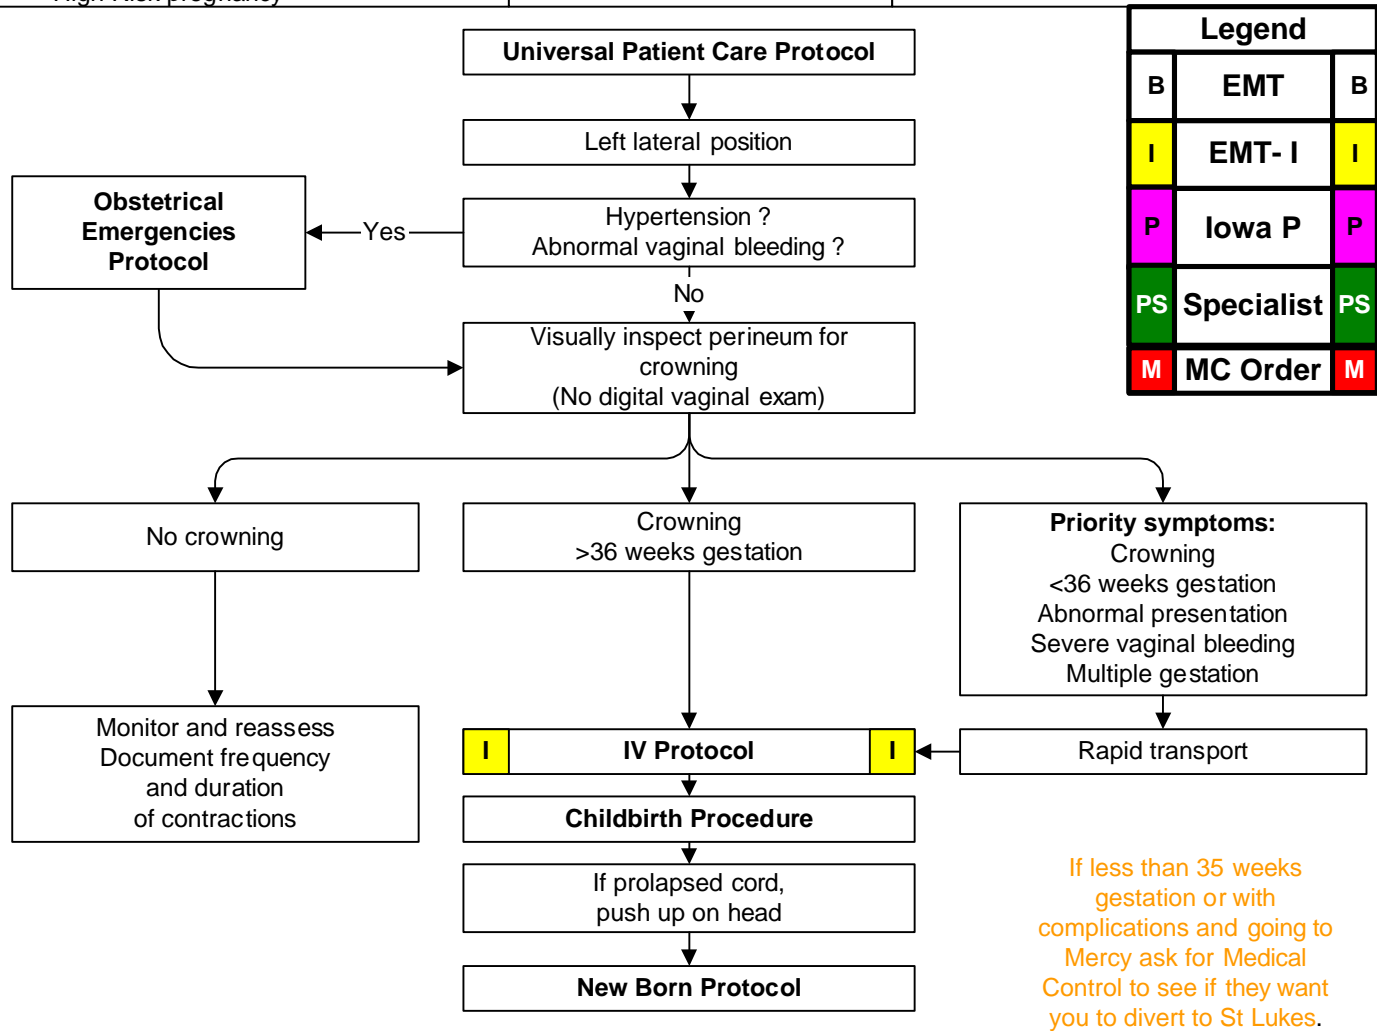 High Risk pregnancy
Universal Patient Care Protocol
Left lateral position
Hypertension ?
Abnormal vaginal bleeding ?
Yes
Obstetrical
Emergencies
Protocol
No
Visually inspect perineum for
crowning
(No digital vaginal exam)
No crowning
Crowning
>36 weeks gestation
Priority symptoms:
Crowning
<36 weeks gestation
Abnormal presentation
Severe vaginal bleeding
Multiple gestation
Monitor and reassess
Document frequency
and duration
of contractions
I IV Protocol I
Rapid transport
Childbirth Procedure
If prolapsed cord,
push up on head
New Born Protocol
Legend
B EMT B
I EMT- I I
P Iowa P P
PS Specialist PS
M MC Order M
If less than 35 weeks
gestation or with
complications and going to
Mercy ask for Medical
Control to see if they want
you to divert to St Lukes.